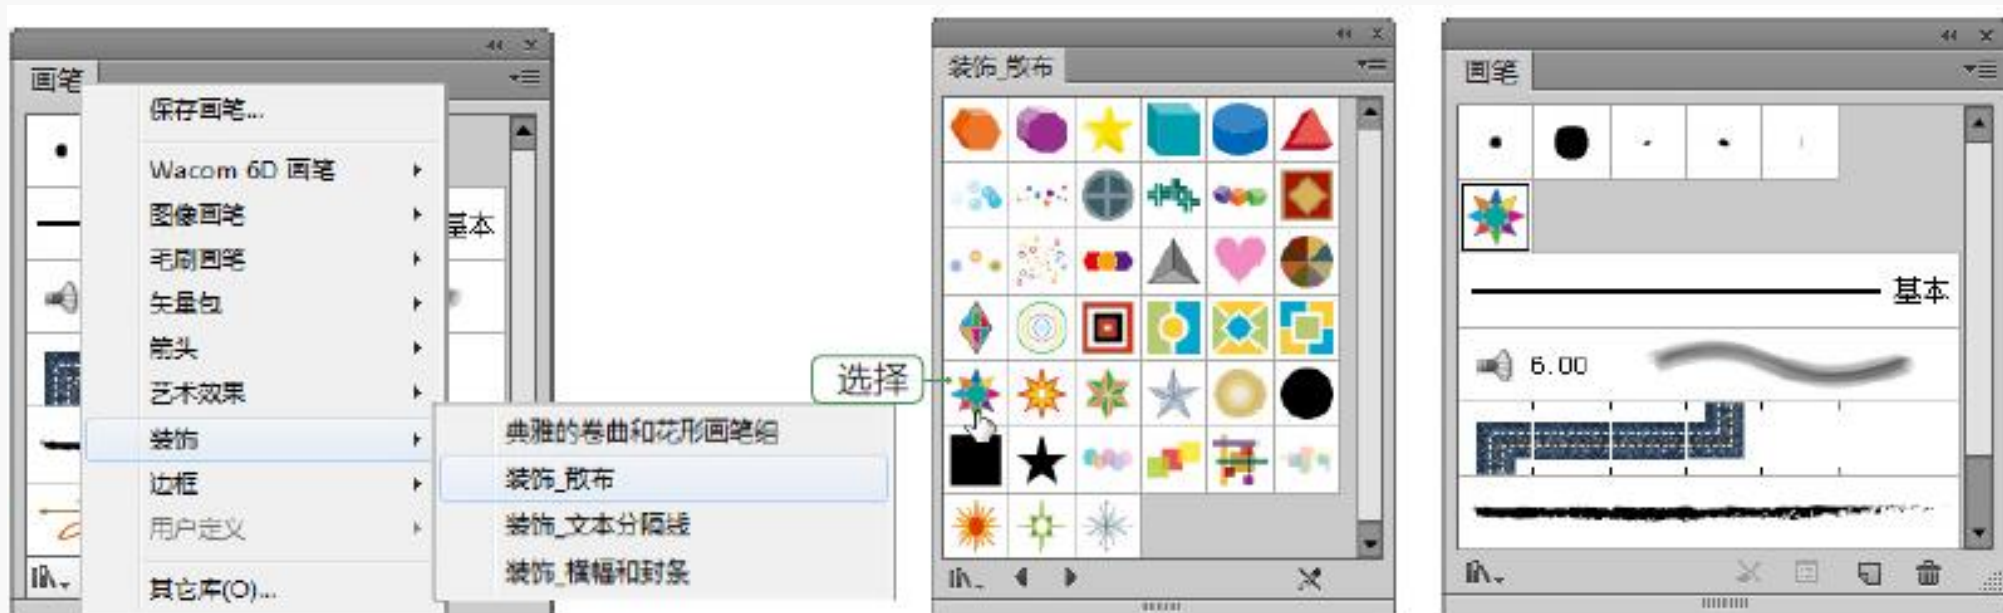 画笔
保存画笔...
Wacom 6D 画笔
图像画笔
毛刷画笔
矢量包
箭头
艺术效果
装饰
边框
用户定义
其它库(O)...
基本
典雅的卷曲和花形画笔组
装饰_散布
装饰_文本分隔线
装饰_横幅和封条
选择
装饰_散布
画笔
基本
6.00